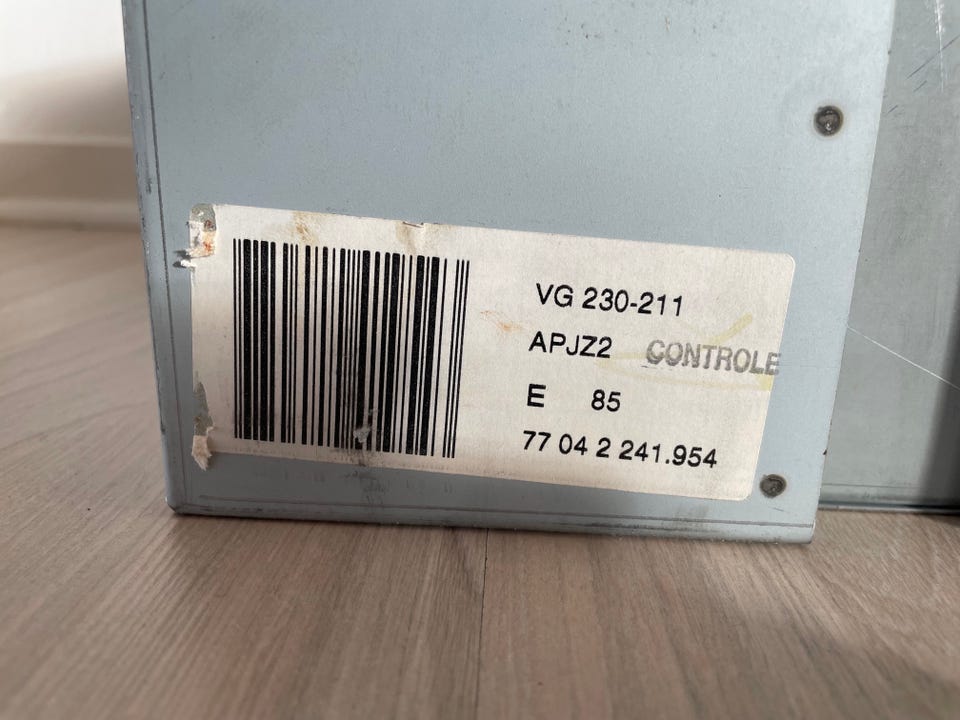 VG 230-211
APJZ2 CONTROLE
E 85
77 04 2 241.954